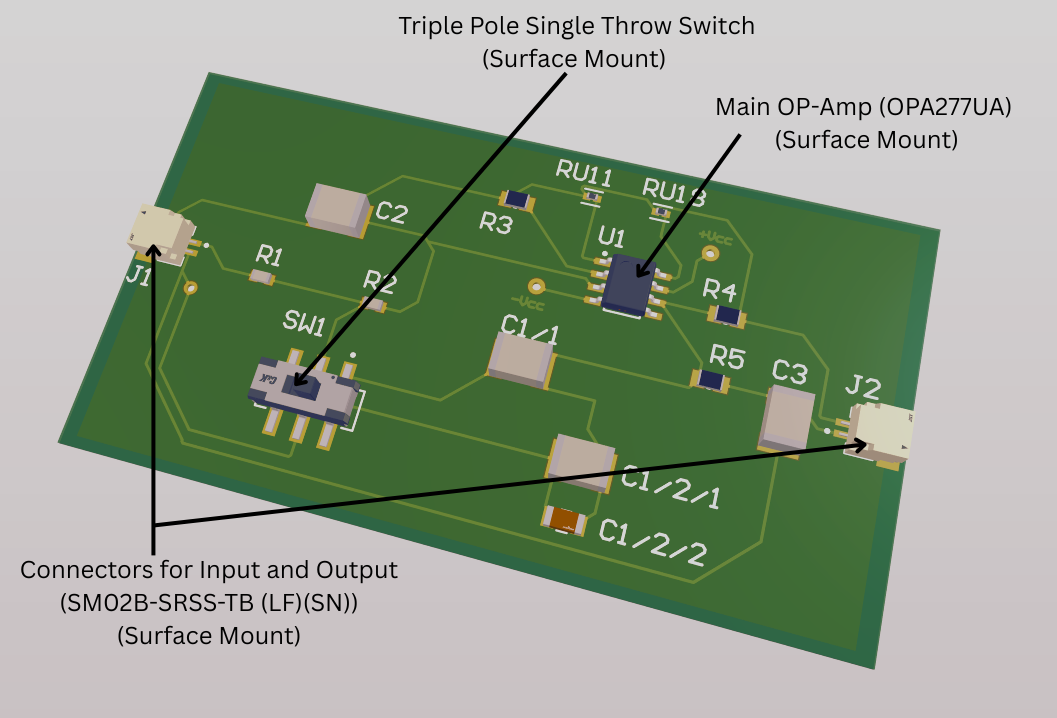 Triple Pole Single Throw Switch
(Surface Mount)
Main OP-Amp (OPA277UA)
(Surface Mount)
RU11
RU13
C2
R3
U1
+Vcc
J1
R1
R2
-Vcc
R4
SW1
C1/1
R5
C3
J2
C&K
C1/2/1
C1/2/2
Connectors for Input and Output
(SM02B-SRSS-TB (LF)(SN))
(Surface Mount)